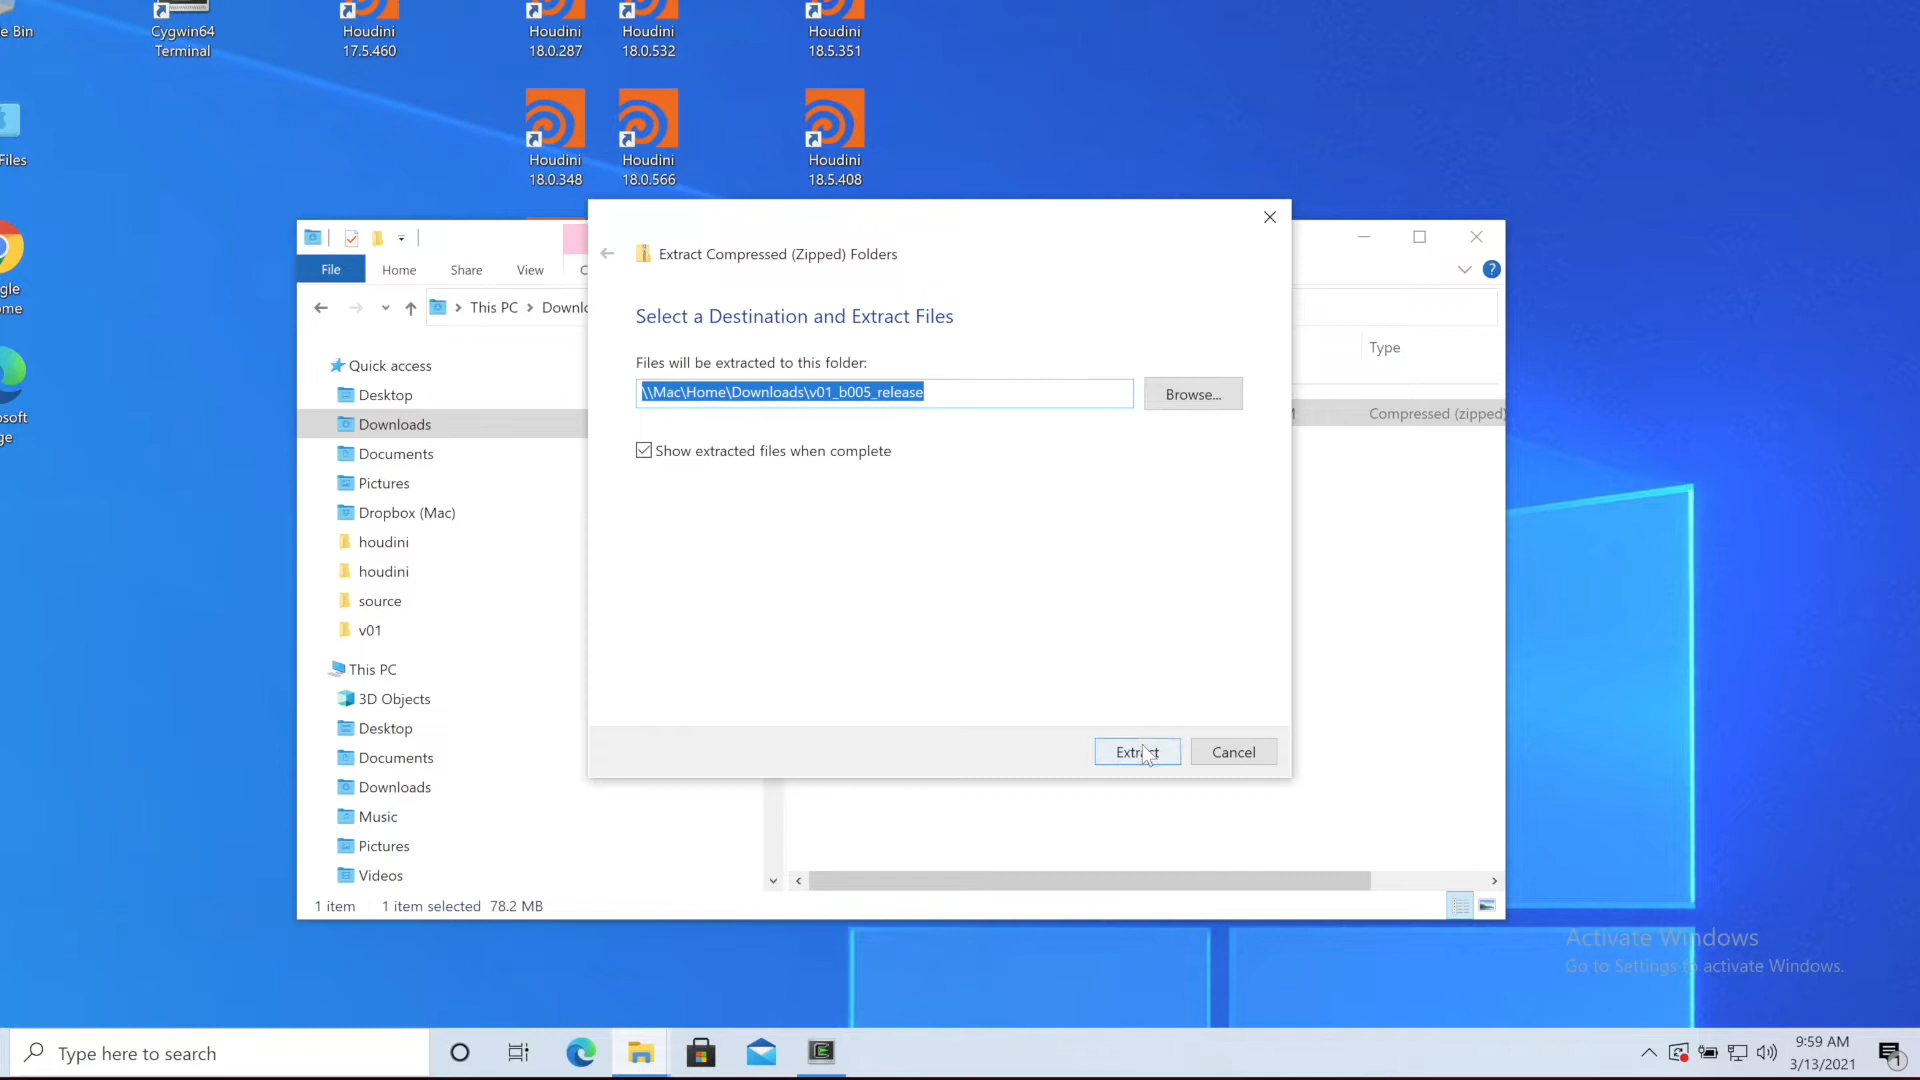 e Bin
Cygwin64
Terminal
Houdini
17.5.460
Houdini
18.0.287
Houdini
18.0.532
Houdini
18.5.351
Files
Houdini
18.0.348
Houdini
18.0.566
Houdini
18.5.408
gle
ome
osoft
ge
File
Home
Share
View
This PC
Downlo
Type
Quick access
Desktop
Downloads
Documents
Pictures
Dropbox (Mac)
houdini
houdini
source
v01
This PC
3D Objects
Desktop
Documents
Downloads
Music
Pictures
Videos
Compressed (zipped)
1 item
1 item selected 78.2 MB
Extract Compressed (Zipped) Folders
Select a Destination and Extract Files
Files will be extracted to this folder:
\\Mac\Home\Downloads\v01_b005_release
Browse...
Show extracted files when complete
Extract
Cancel
Activate Windows
Go to Settings to activate Windows.
Type here to search
9:59 AM
3/13/2021
1